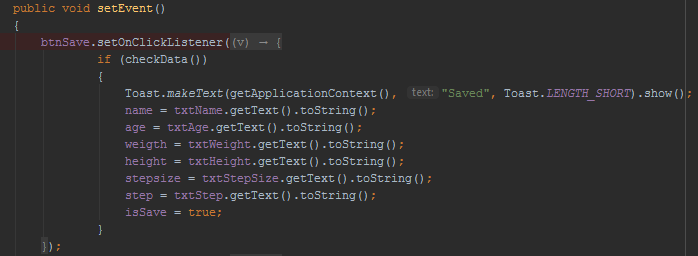 public void setEvent()
{
btnSave.setOnClickListener((v) → {
if (checkData())
{
Toast.makeText(getApplicationContext(), text: "Saved", Toast.LENGTH_SHORT).show();
name = txtName.getText().toString();
age = txtAge.getText().toString();
weigth = txtWeight.getText().toString();
height = txtHeight.getText().toString();
stepsize = txtStepSize.getText().toString();
step = txtStep.getText().toString();
isSave = true;
}
});